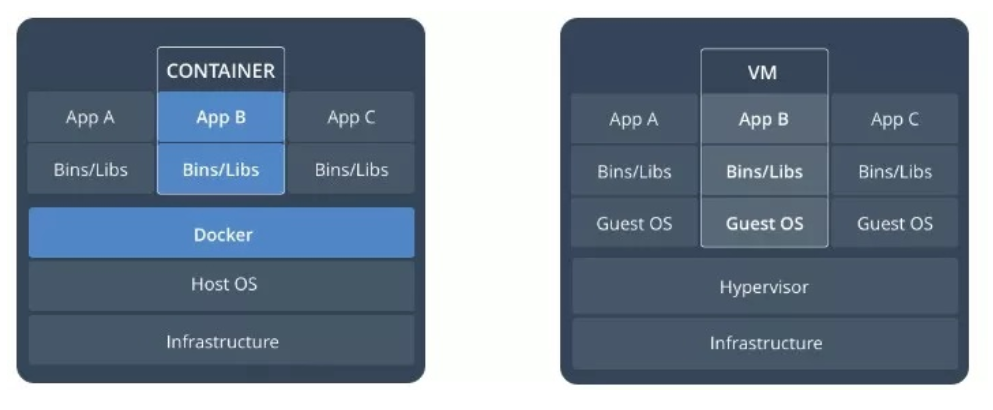 CONTAINER
App A App B App C
Bins/Libs Bins/Libs Bins/Libs
Docker
Host OS
Infrastructure
VM
App A App B App C
Bins/Libs Bins/Libs Bins/Libs
Guest OS Guest OS Guest OS
Hypervisor
Infrastructure